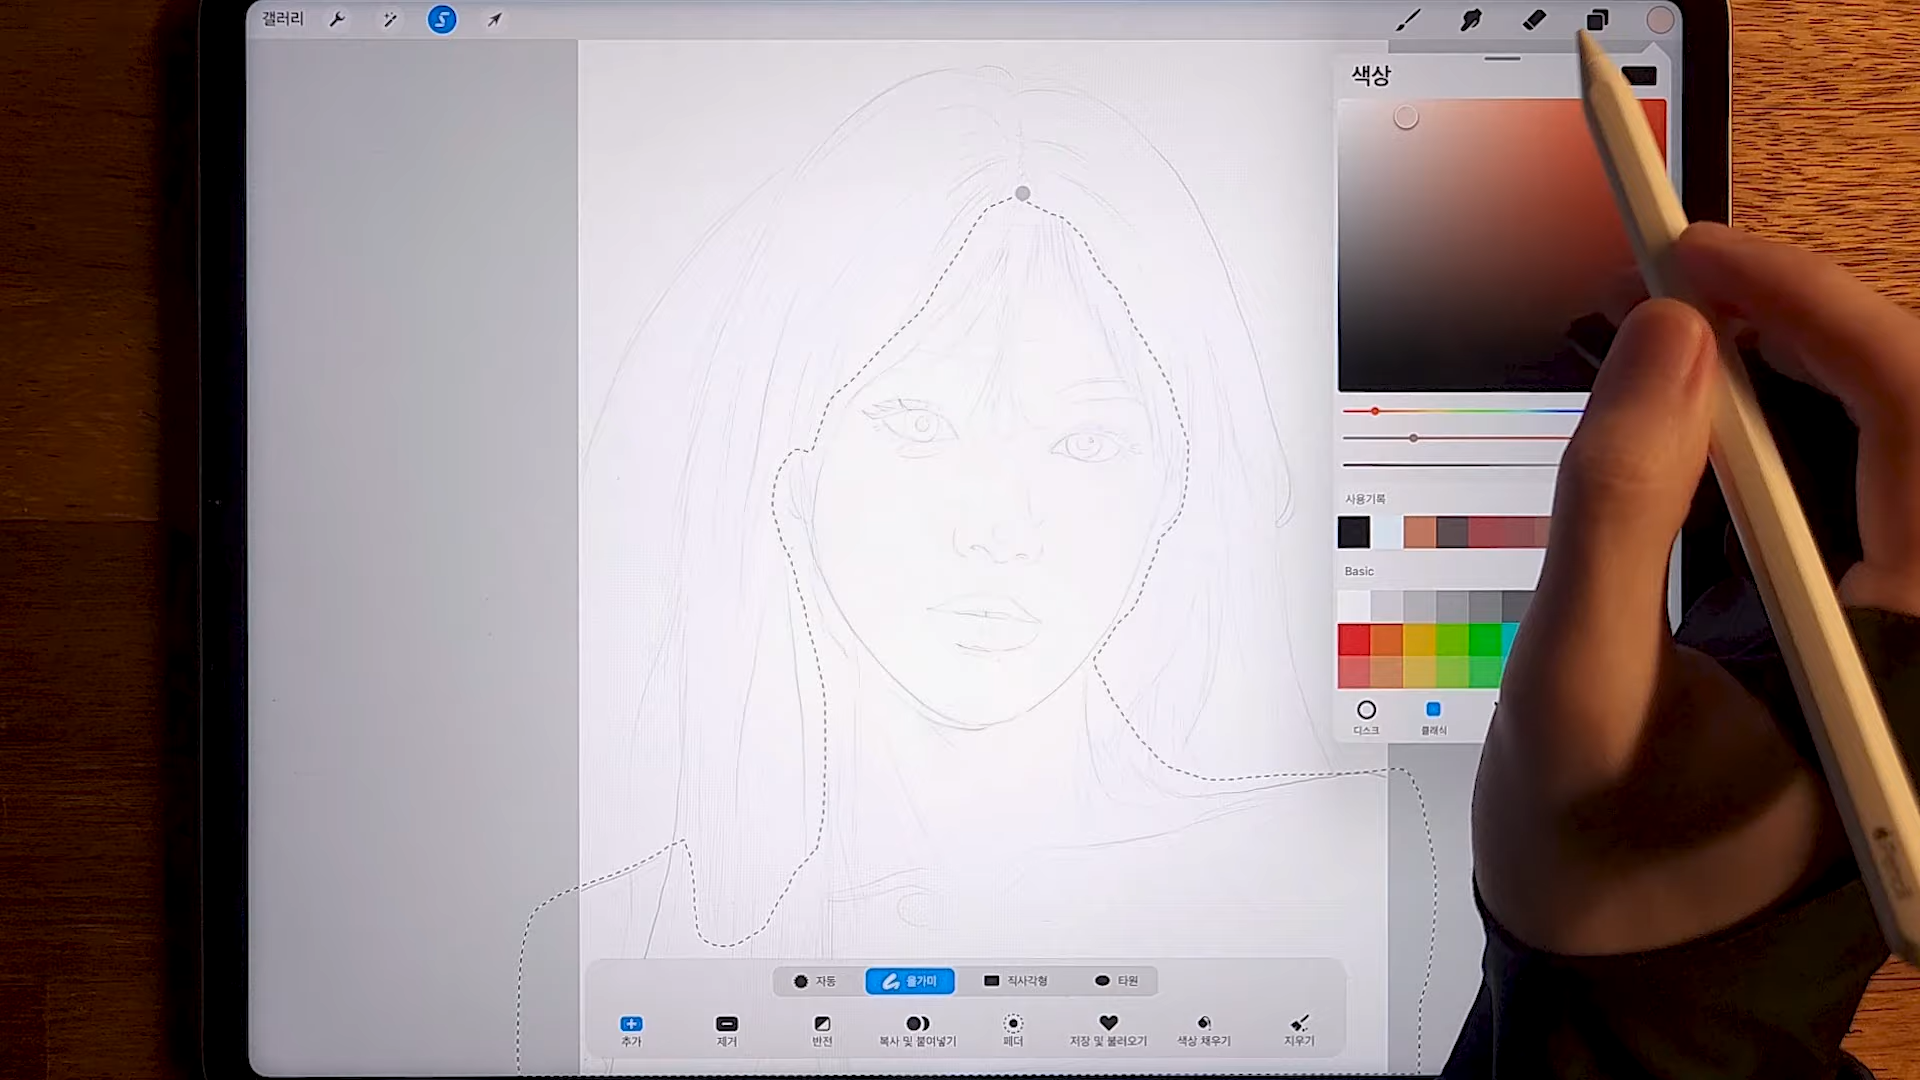 갤러리
색상
사용기록
Basic
디스크
클래식
자동
올가미
직사각형
타원
추가
제거
반전
복사 및 붙여넣기
페더
저장 및 불러오기
색상 채우기
지우기